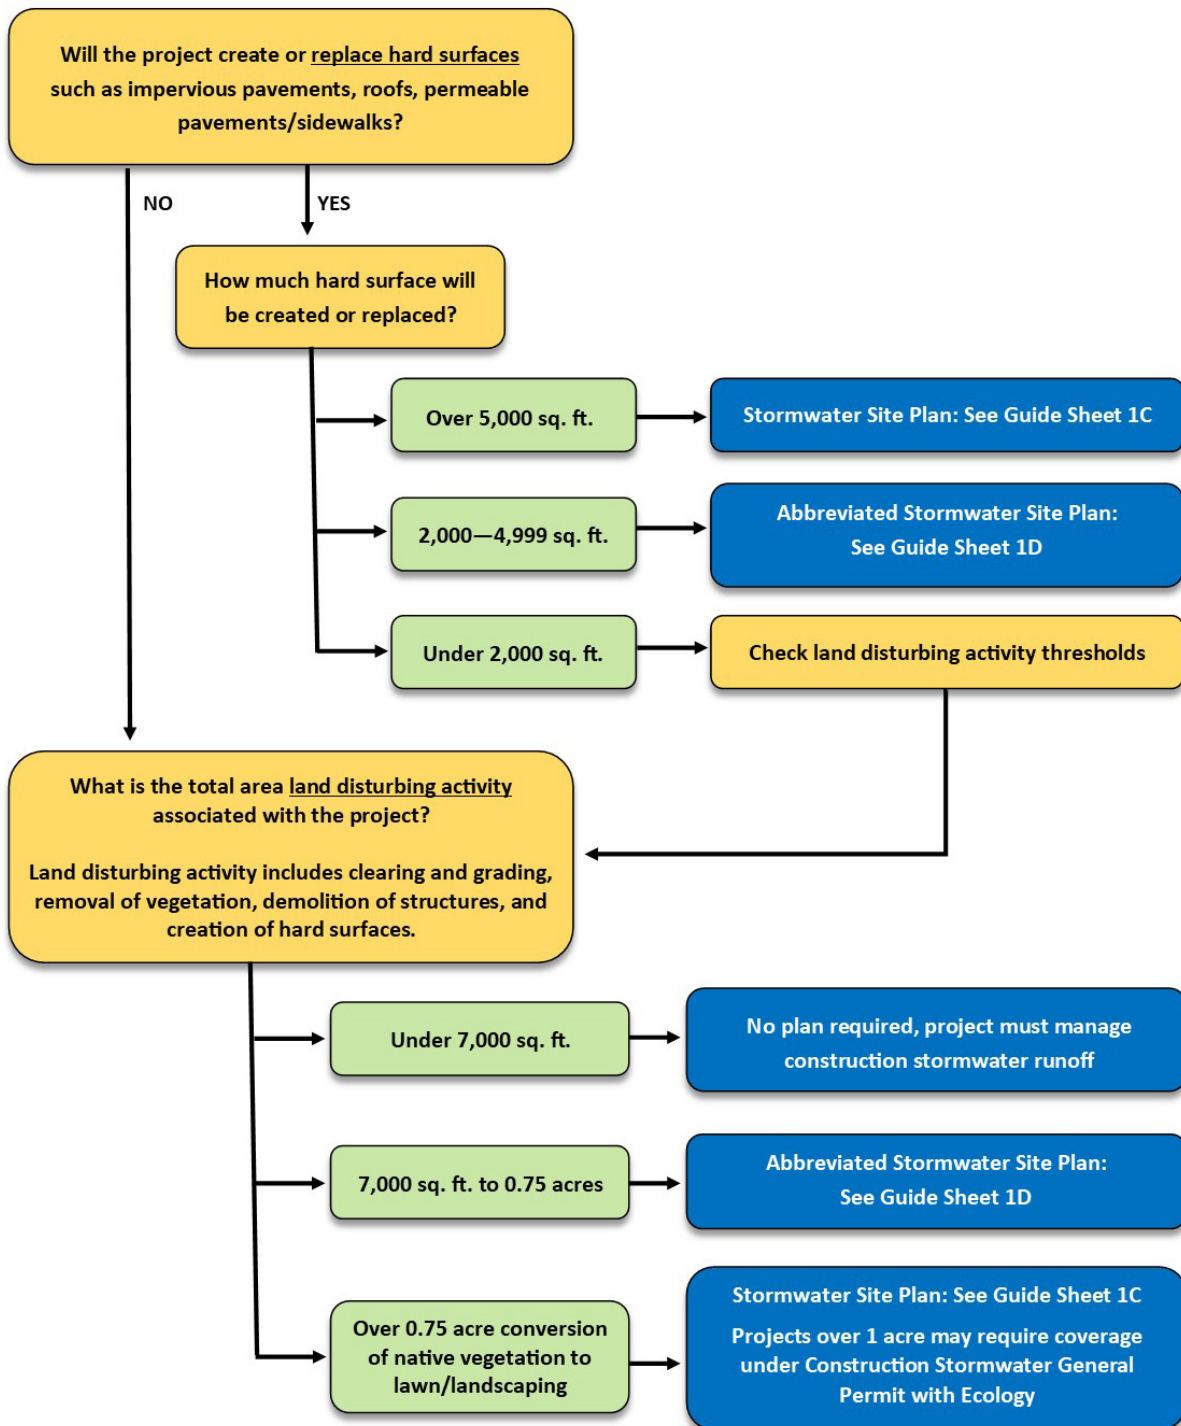 Will the project create or replace hard surfaces
such as impervious pavements, roofs, permeable
pavements/sidewalks?
NO
YES
How much hard surface will
be created or replaced?
Over 5,000 sq. ft.
Stormwater Site Plan: See Guide Sheet 1C
2,000—4,999 sq. ft.
Abbreviated Stormwater Site Plan:
See Guide Sheet 1D
Under 2,000 sq. ft.
Check land disturbing activity thresholds
What is the total area land disturbing activity
associated with the project?
Land disturbing activity includes clearing and grading,
removal of vegetation, demolition of structures, and
creation of hard surfaces.
Under 7,000 sq. ft.
No plan required, project must manage
construction stormwater runoff
7,000 sq. ft. to 0.75 acres
Abbreviated Stormwater Site Plan:
See Guide Sheet 1D
Over 0.75 acre conversion
of native vegetation to
lawn/landscaping
Stormwater Site Plan: See Guide Sheet 1C
Projects over 1 acre may require coverage
under Construction Stormwater General
Permit with Ecology